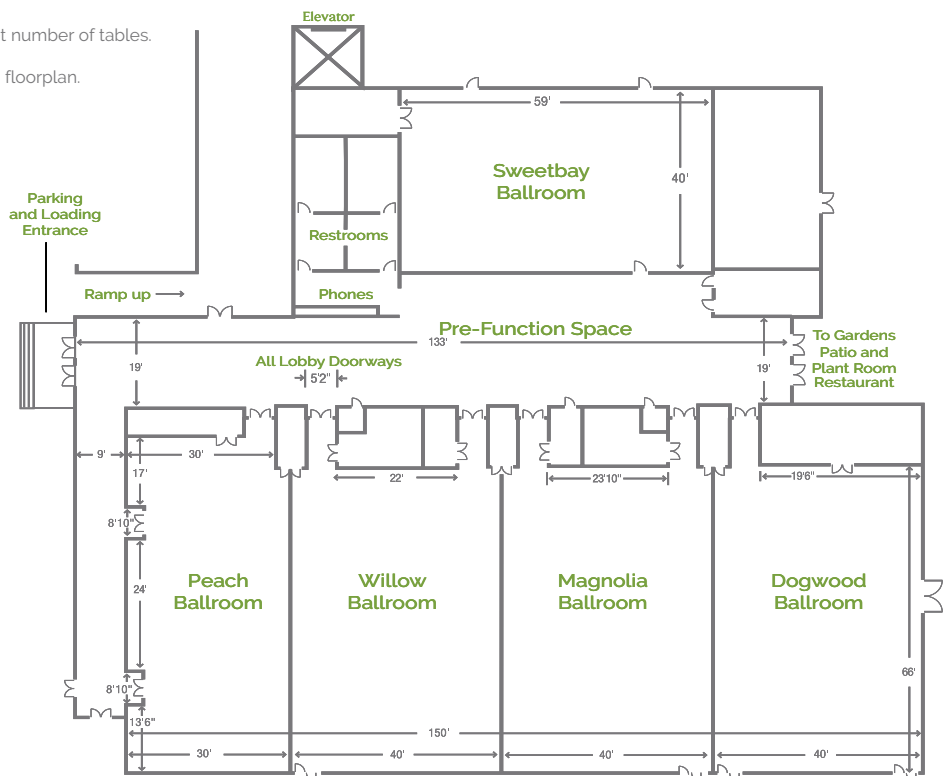 t number of tables.
floorplan.
Elevator
59'
40'
Sweetbay
Ballroom
Parking
and Loading
Entrance
Restrooms
Ramp up
Phones
Pre-Function Space
133'
To Gardens
Patio and
Plant Room
Restaurant
19'
19'
All Lobby Doorways
5'2"
9'
30'
17'
22'
23'10"
19'6"
8'10"
24'
Peach
Ballroom
Willow
Ballroom
Magnolia
Ballroom
Dogwood
Ballroom
66'
8'10"
13'6"
150'
30'
40'
40'
40'